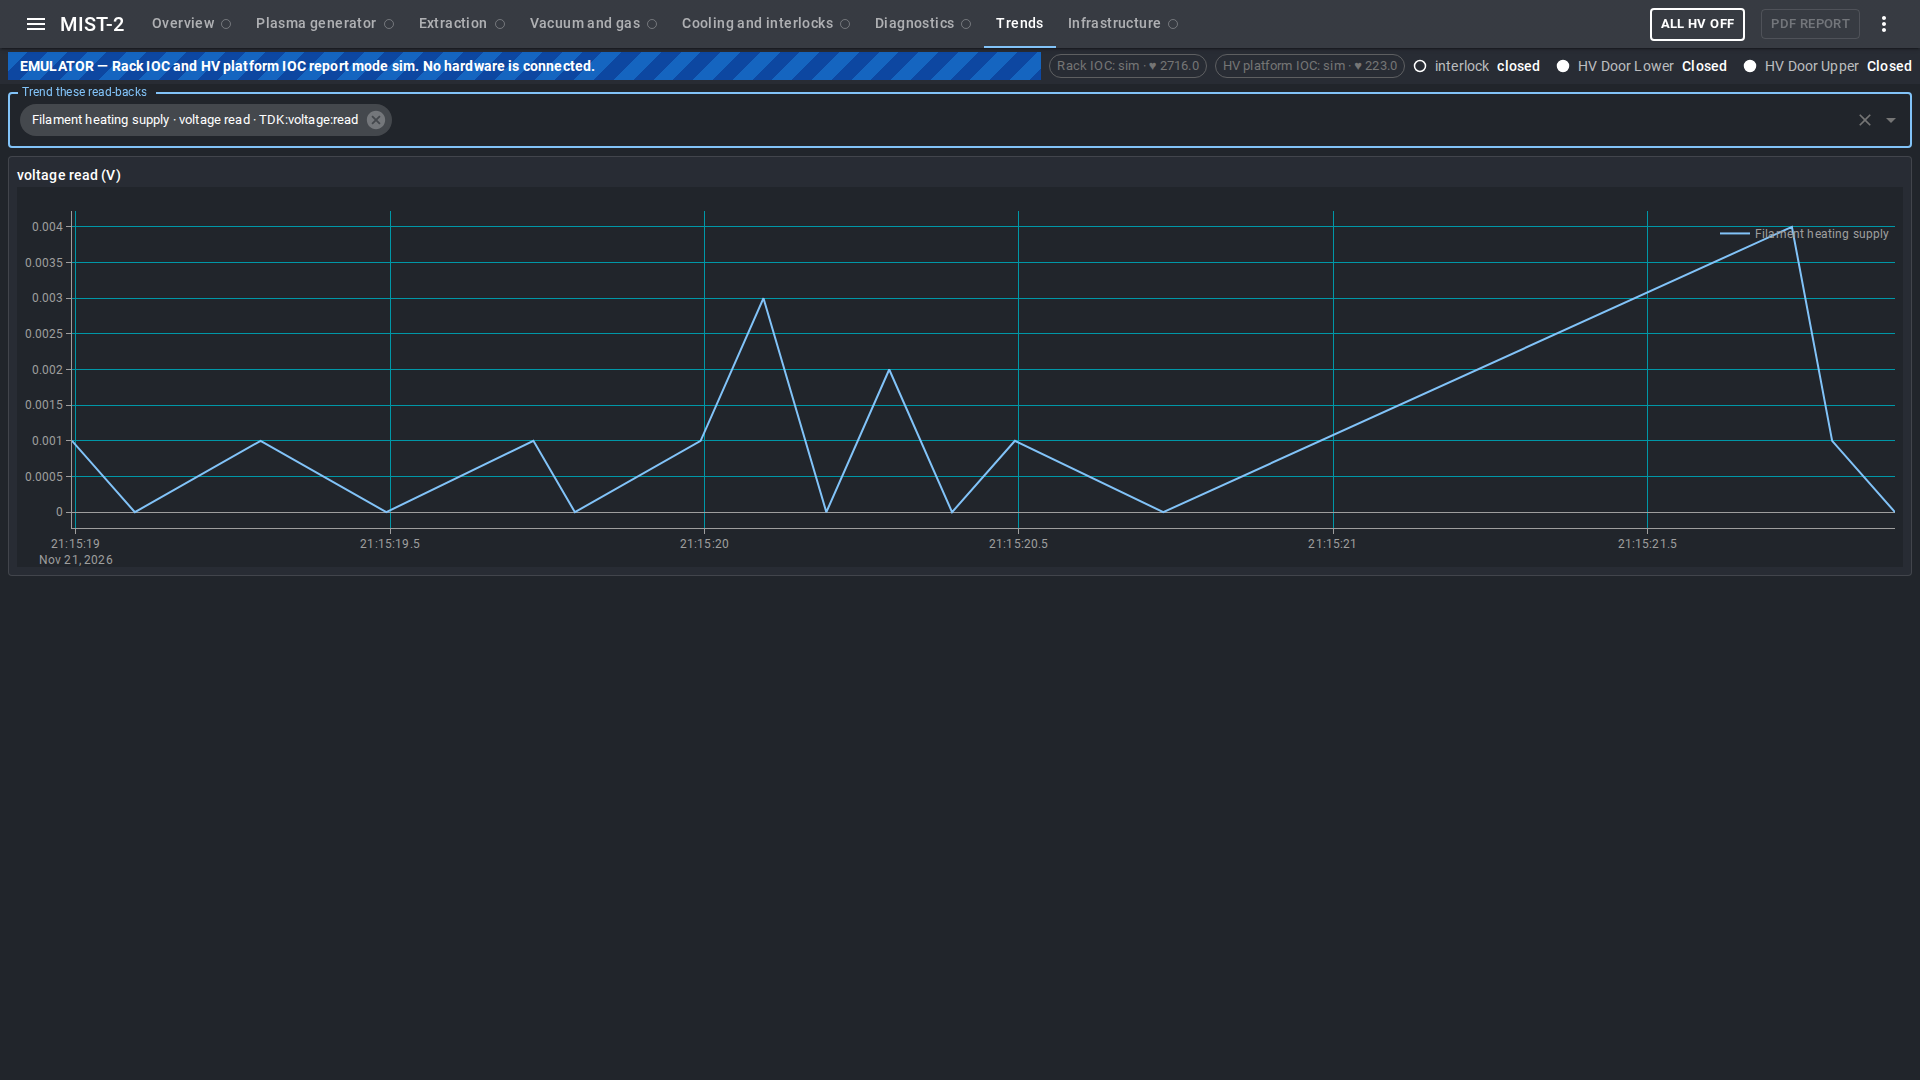 MIST-2 Overview Plasma generator Extraction Vacuum and gas Cooling and interlocks Diagnostics Trends Infrastructure ALL HV OFF PDF REPORT
EMULATOR — Rack IOC and HV platform IOC report mode sim. No hardware is connected. Rack IOC: sim · ♥ 2716.0 HV platform IOC: sim · ♥ 223.0 interlock closed HV Door Lower Closed HV Door Upper Closed
Trend these read-backs
Filament heating supply · voltage read · TDK:voltage:read
voltage read (V)
0.004
Filament heating supply
0.0035
0.003
0.0025
0.002
0.0015
0.001
0.0005
0
21:15:19 21:15:19.5 21:15:20 21:15:20.5 21:15:21 21:15:21.5
Nov 21, 2026